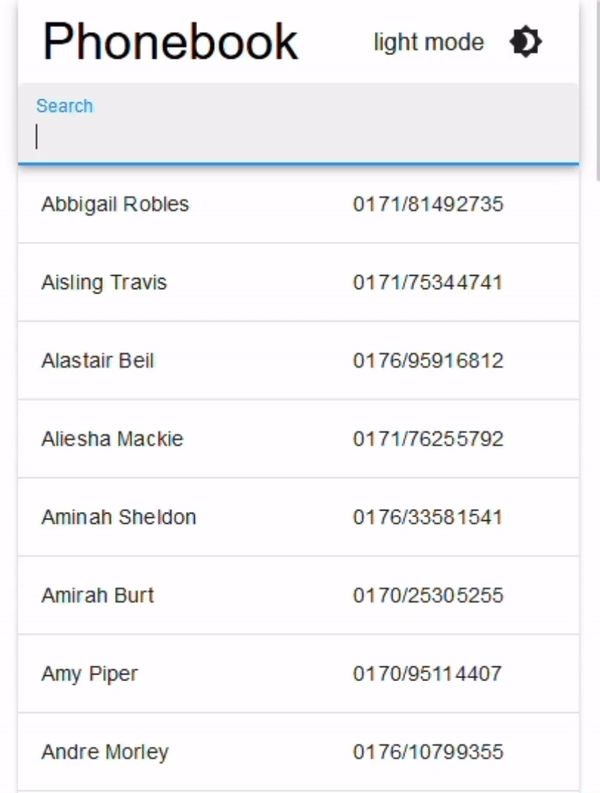 Phonebook light mode
Search
Abbigail Robles 0171/81492735
Aisling Travis 0171/75344741
Alastair Beil 0176/95916812
Aliesha Mackie 0171/76255792
Aminah Sheldon 0176/33581541
Amirah Burt 0170/25305255
Amy Piper 0170/95114407
Andre Morley 0176/10799355